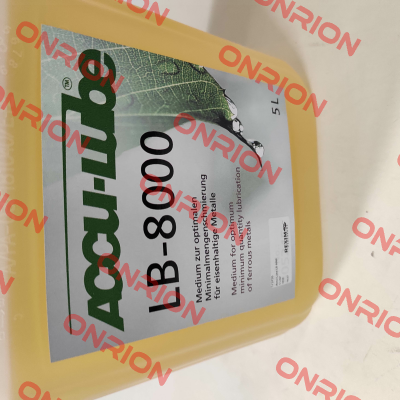 ACCU-Lube™
LB-8000
Medium zur optimalen
Minimalmengenschmierung
für eisenhaltige Metalle
Medium for optimum
minimum quantity lubrication
of ferrous metals
5 L
ONRION